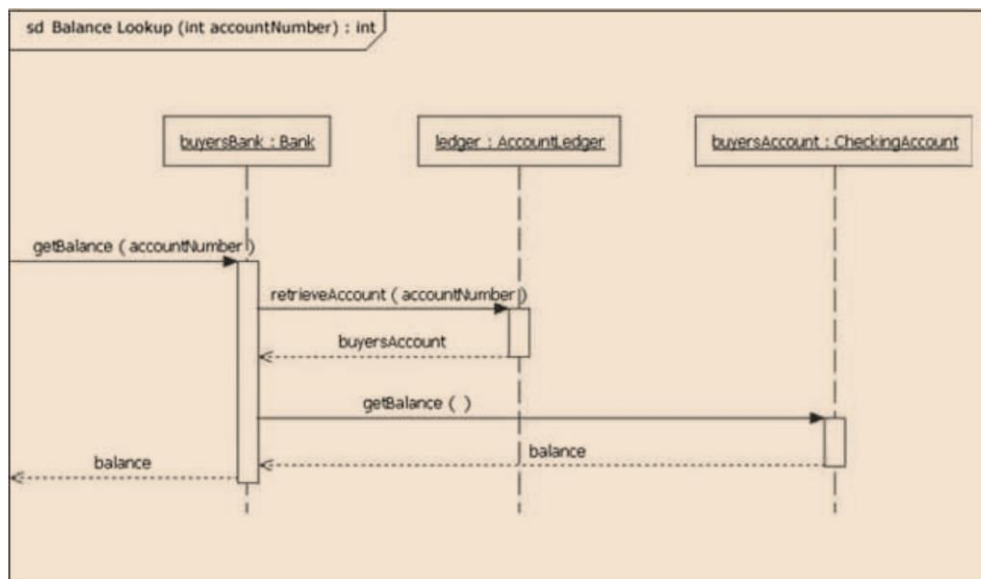 sd Balance Lookup (int accountNumber) : int
buyersBank : Bank
ledger : AccountLedger
buyersAccount : CheckingAccount
getBalance ( accountNumber )
retrieveAccount ( accountNumber )
buyersAccount
getBalance ( )
balance
balance